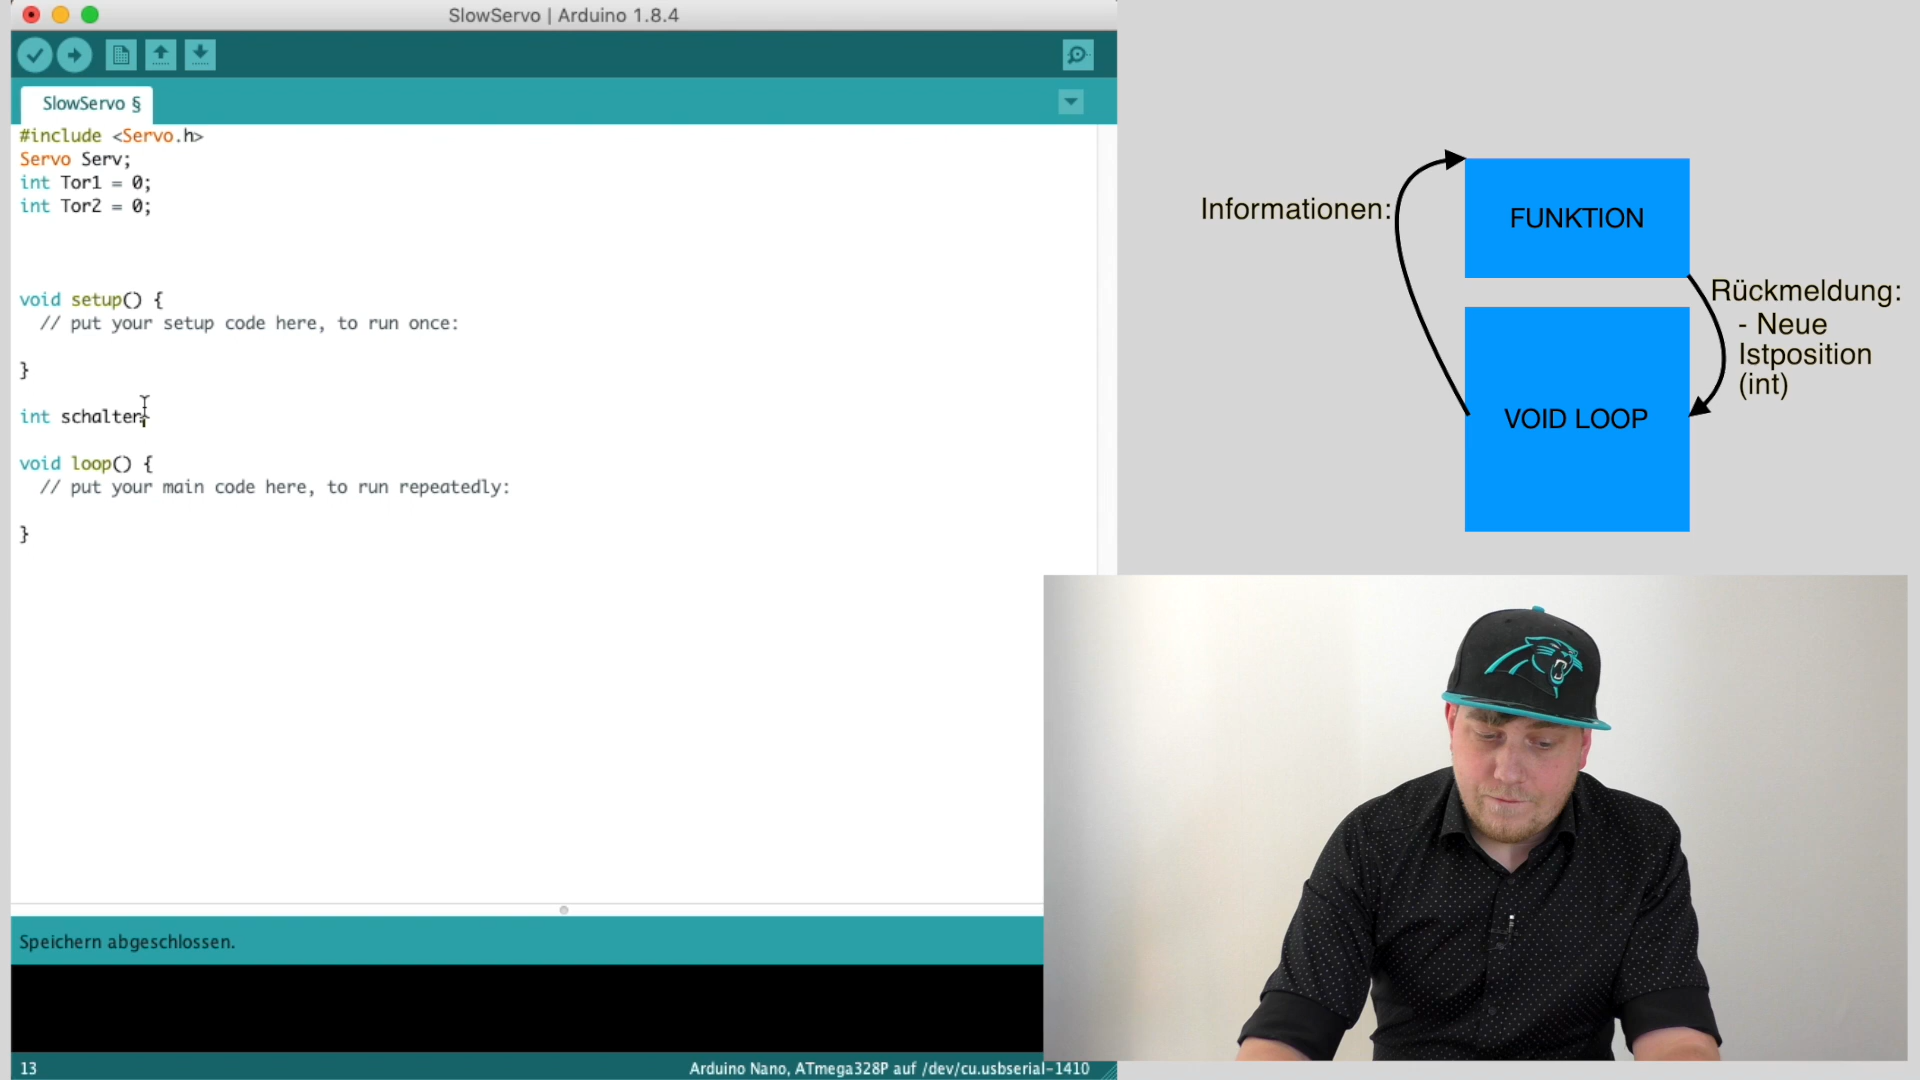 SlowServo | Arduino 1.8.4
SlowServo §
#include <Servo.h>
Servo Serv;
int Tor1 = 0;
int Tor2 = 0;
void setup() {
// put your setup code here, to run once:
}
int schalten
void loop() {
// put your main code here, to run repeatedly:
}
Speichern abgeschlossen.
13
Arduino Nano, ATmega328P auf /dev/cu.usbserial-1410
Informationen:
FUNKTION
Rückmeldung:
- Neue
Istposition
(int)
VOID LOOP